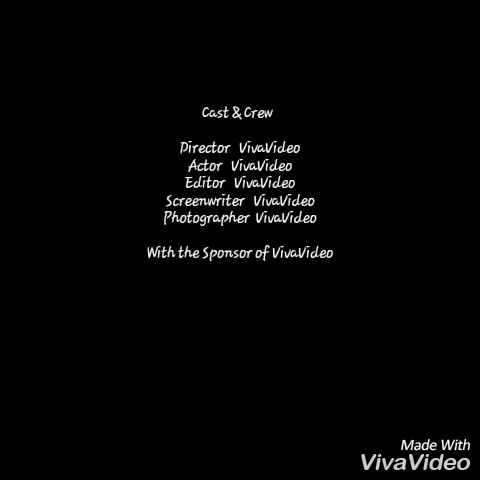 Cast & Crew
Director VivaVideo
Actor VivaVideo
Editor VivaVideo
Screenwriter VivaVideo
Photographer VivaVideo
With the Sponsor of VivaVideo
Made With
VivaVideo